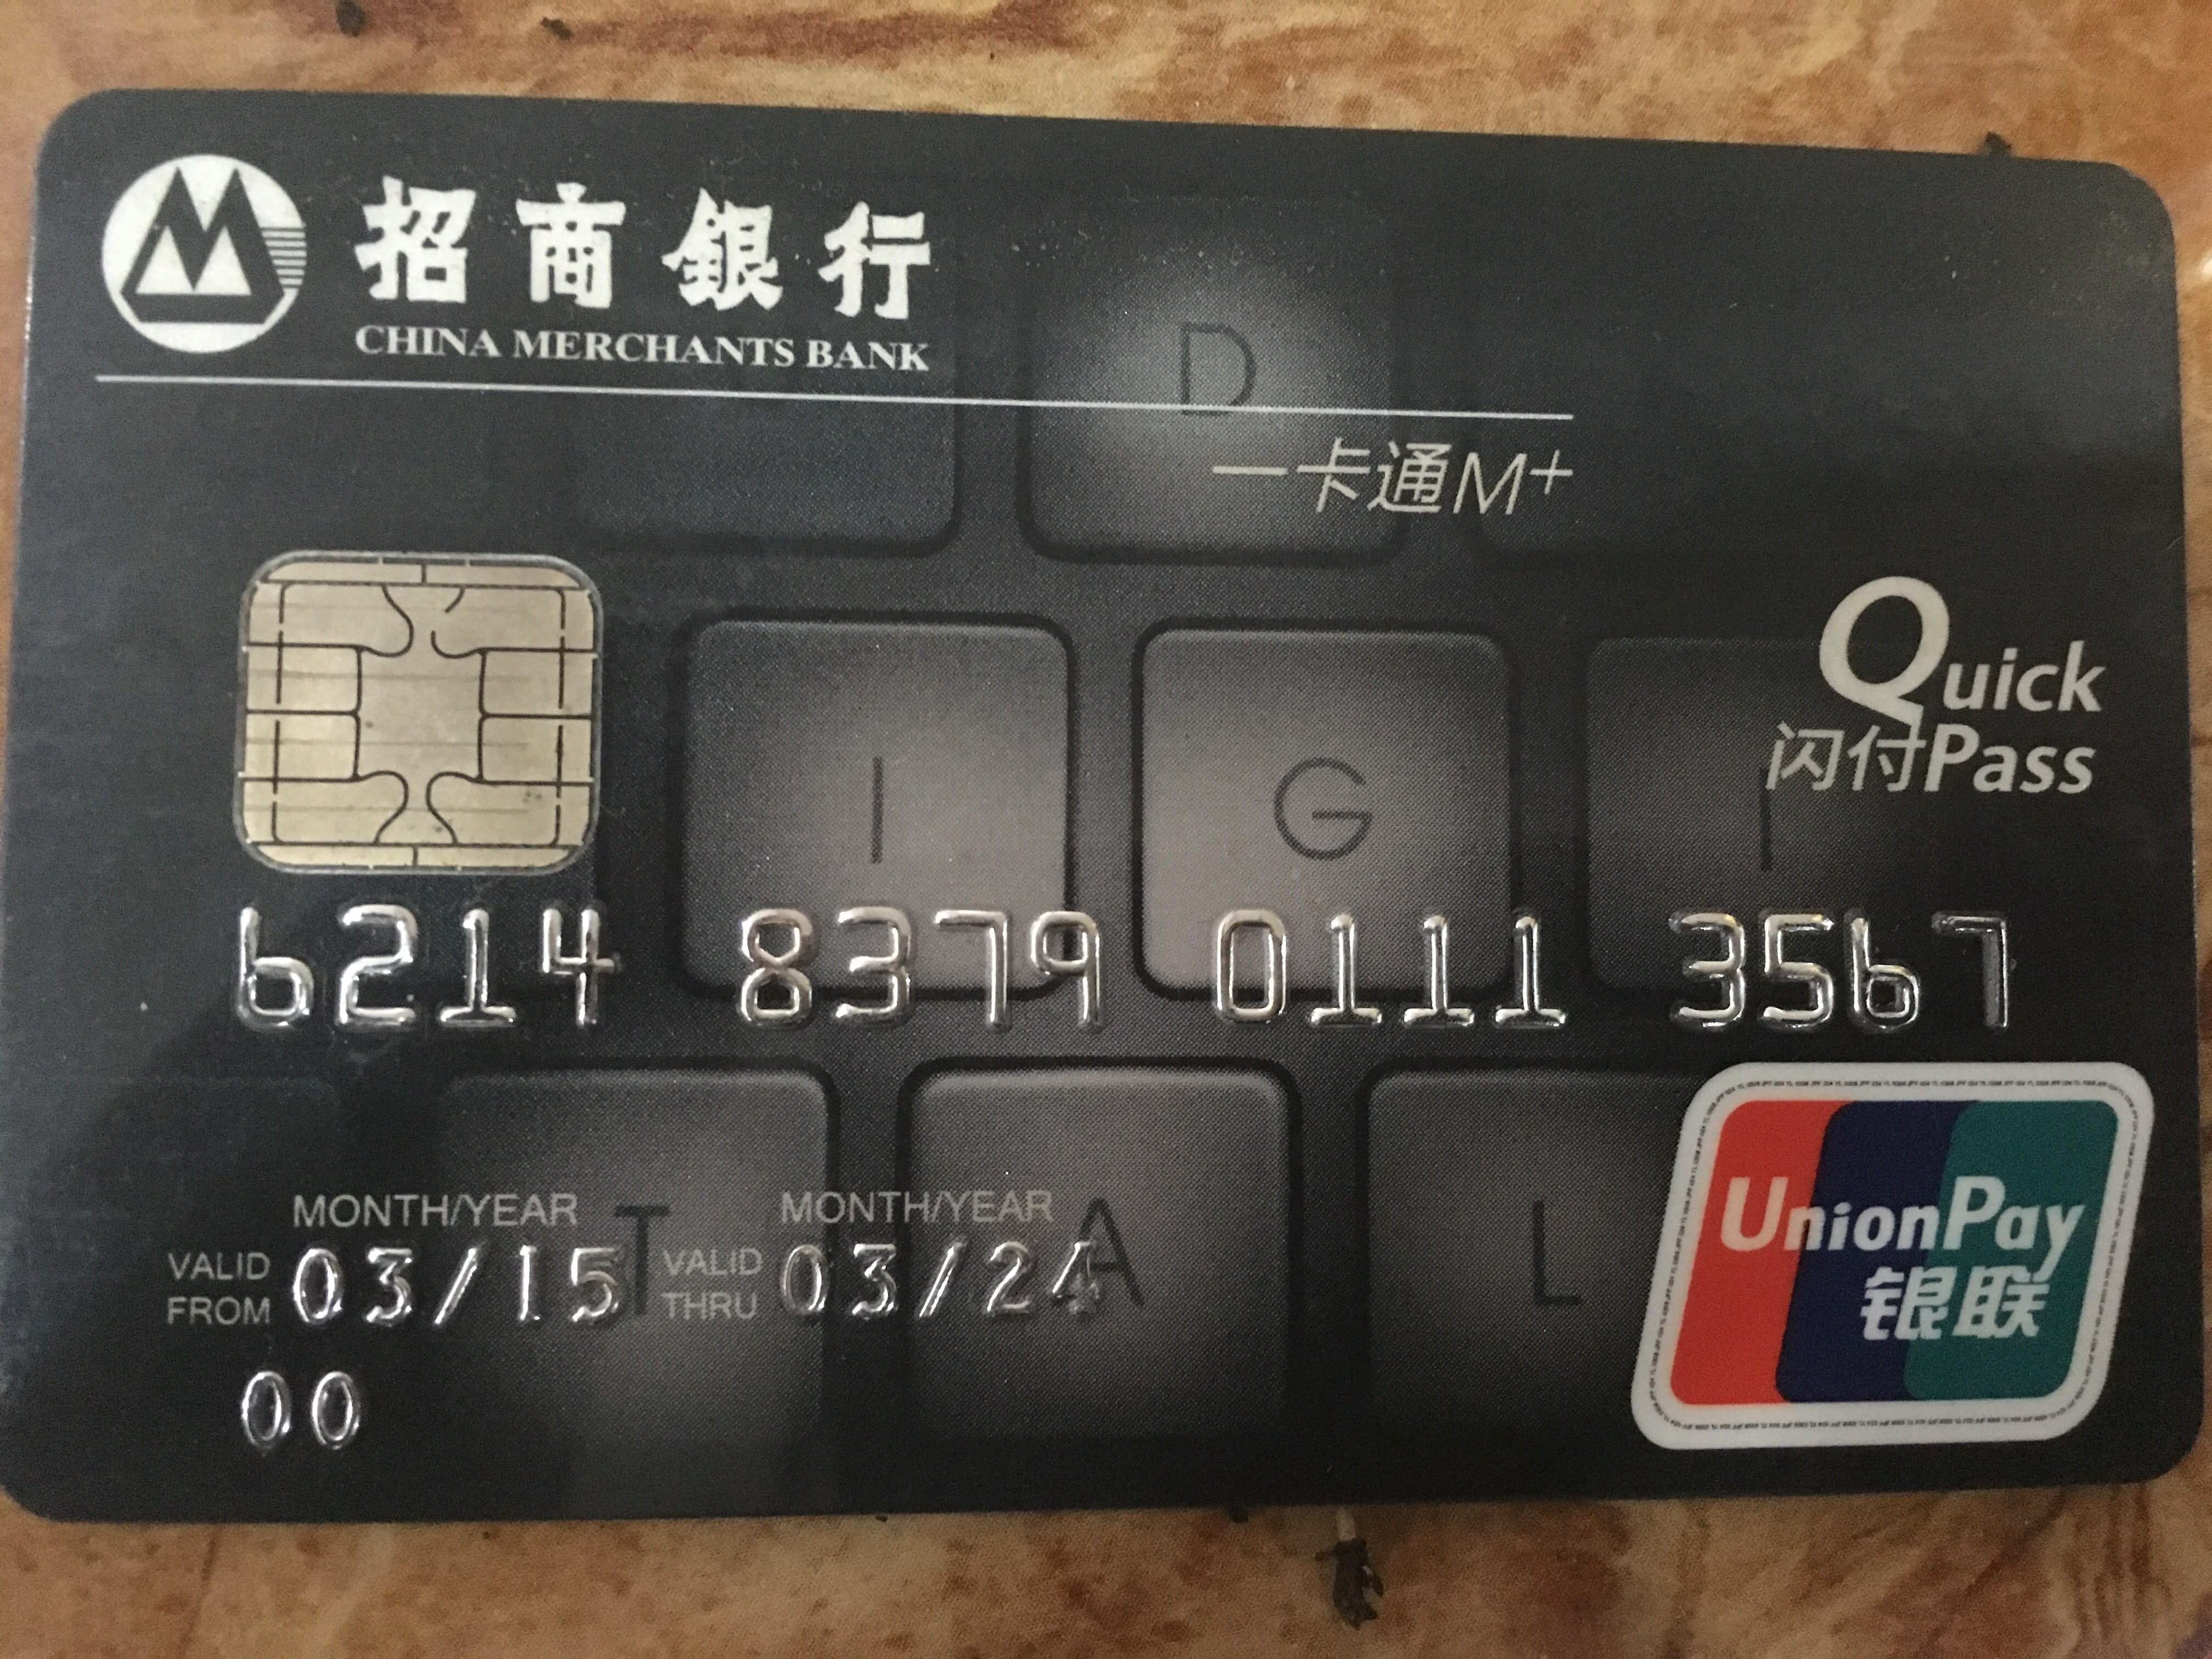 招商銀行
CHINA MERCHANTS BANK
D
一卡通M+
I
G
I
Quick
闪付Pass
6214 8379 0111 3567
MONTH/YEAR MONTH/YEAR
VALID FROM 03/15 VALID THRU 03/24
T
A
L
00
UnionPay
银联